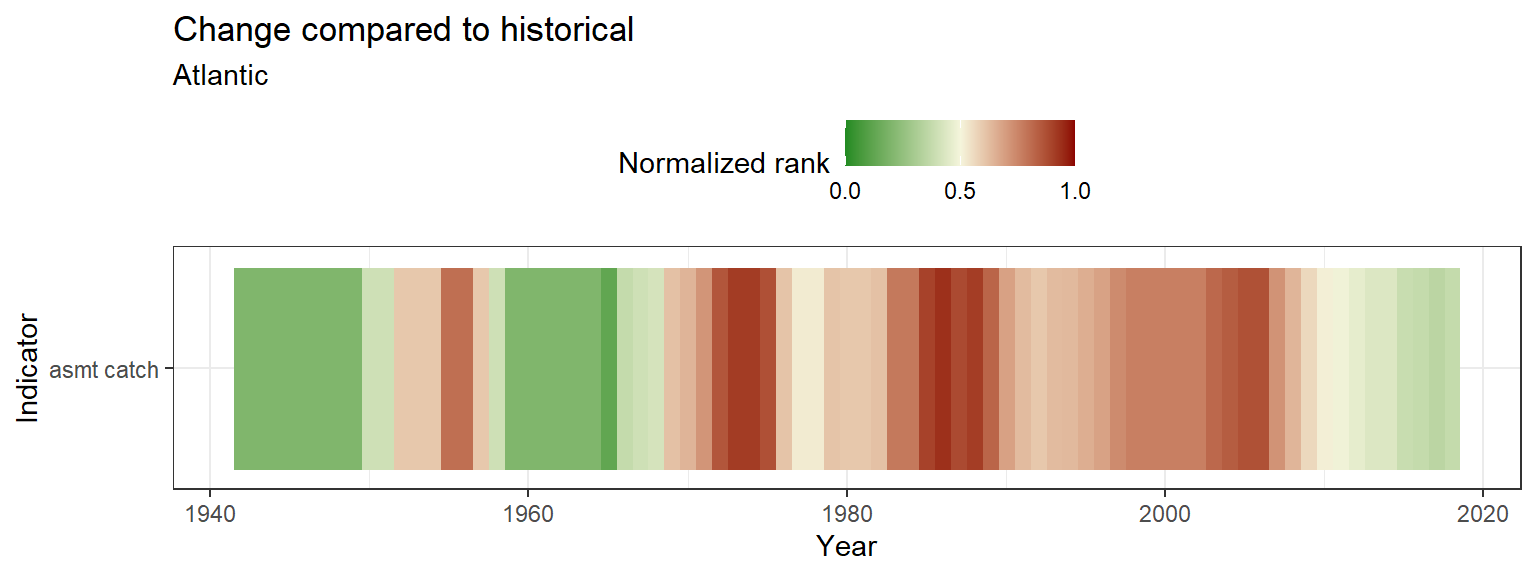 Change compared to historical
Atlantic
Normalized rank
0.0 0.5 1.0
Indicator
asmt catch
1940 1960 1980 2000 2020
Year